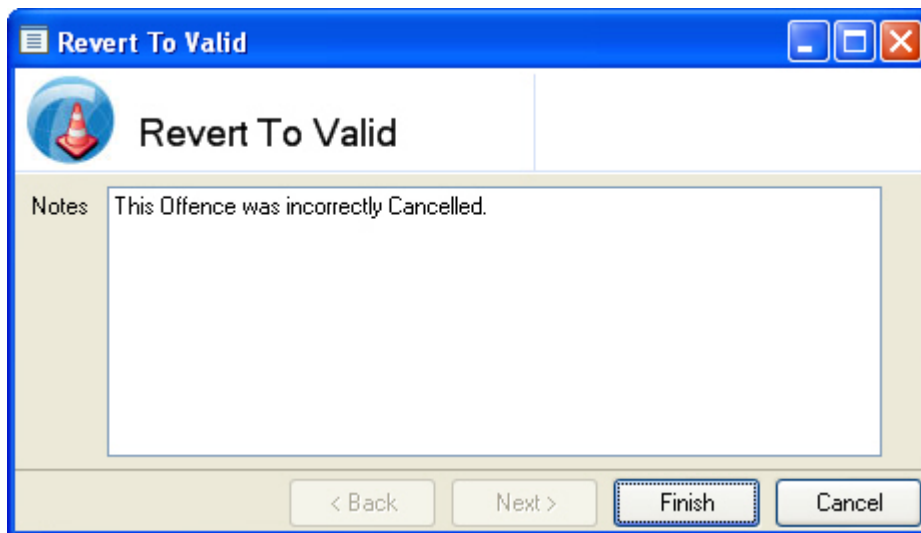 Revert To Valid
Revert To Valid
Notes This Offence was incorrectly Cancelled.
< Back Next > Finish Cancel